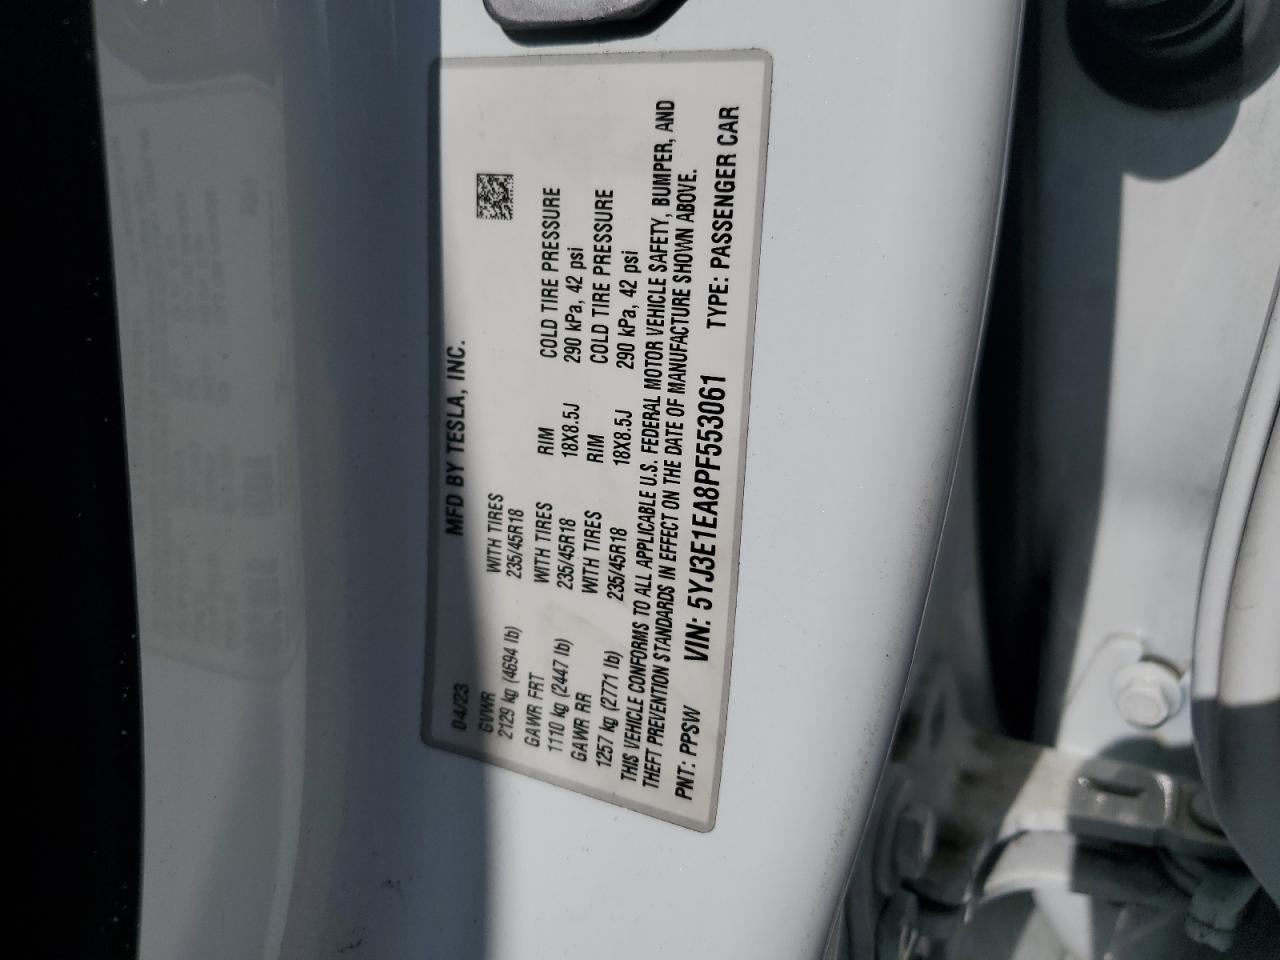 MFD BY TESLA, INC.
04/23
GVWR WITH TIRES
2129 kg (4694 lb) 235/45R18
GAWR FRT WITH TIRES RIM COLD TIRE PRESSURE
1110 kg (2447 lb) 235/45R18 18X8.5J 290 kPa, 42 psi
GAWR RR WITH TIRES RIM COLD TIRE PRESSURE
1257 kg (2771 lb) 235/45R18 18X8.5J 290 kPa, 42 psi
THIS VEHICLE CONFORMS TO ALL APPLICABLE U.S. FEDERAL MOTOR VEHICLE SAFETY, BUMPER, AND
THEFT PREVENTION STANDARDS IN EFFECT ON THE DATE OF MANUFACTURE SHOWN ABOVE.
PNT: PPSW VIN: 5YJ3E1EA8PF553061 TYPE: PASSENGER CAR